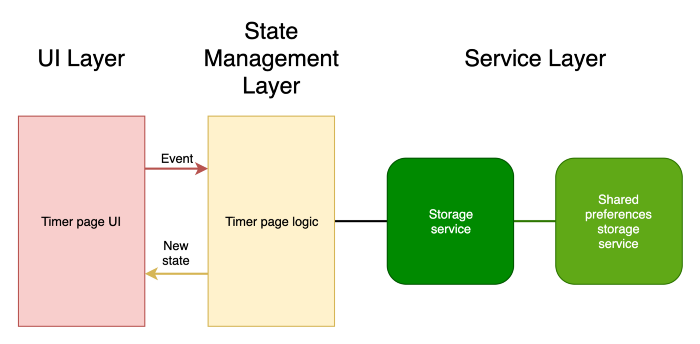 UI Layer
State
Management
Layer
Service Layer
Event
Timer page UI
Timer page logic
New
state
Storage
service
Shared
preferences
storage
service